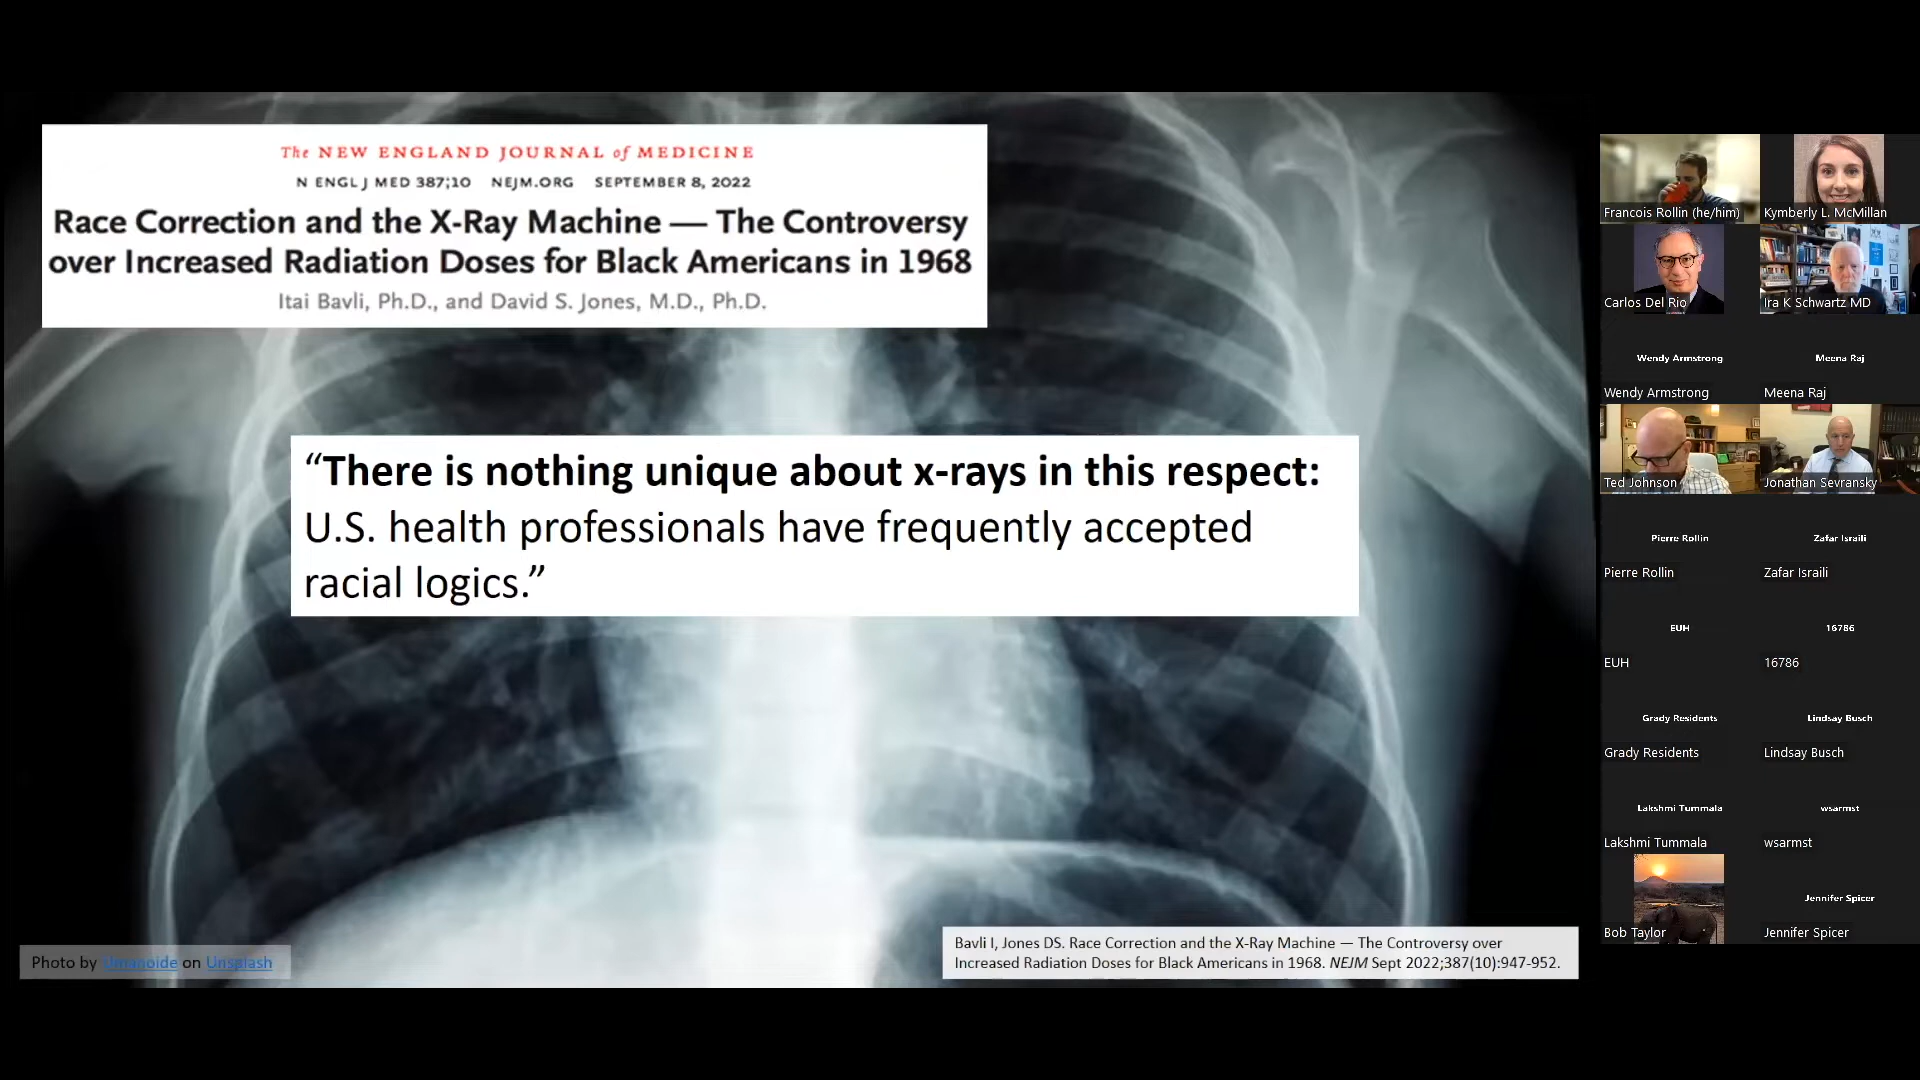 The NEW ENGLAND JOURNAL of MEDICINE
N ENGL J MED 387;10 NEJM.ORG SEPTEMBER 8, 2022
Race Correction and the X-Ray Machine — The Controversy
over Increased Radiation Doses for Black Americans in 1968
Itai Bavli, Ph.D., and David S. Jones, M.D., Ph.D.
“There is nothing unique about x-rays in this respect:
U.S. health professionals have frequently accepted
racial logics.”
Photo by Umanoide on Unsplash
Bavli I, Jones DS. Race Correction and the X-Ray Machine — The Controversy over
Increased Radiation Doses for Black Americans in 1968. NEJM Sept 2022;387(10):947-952.
Francois Rollin (he/him)
Kymberly L. McMillan
Carlos Del Rio
Ira K Schwartz MD
Wendy Armstrong
Meena Raj
Wendy Armstrong
Meena Raj
Ted Johnson
Jonathan Sevransky
Pierre Rollin
Zafar Israili
Pierre Rollin
Zafar Israili
EUH
16786
EUH
16786
Grady Residents
Lindsay Busch
Grady Residents
Lindsay Busch
Lakshmi Tummala
wsarmst
Lakshmi Tummala
wsarmst
Jennifer Spicer
Bob Taylor
Jennifer Spicer